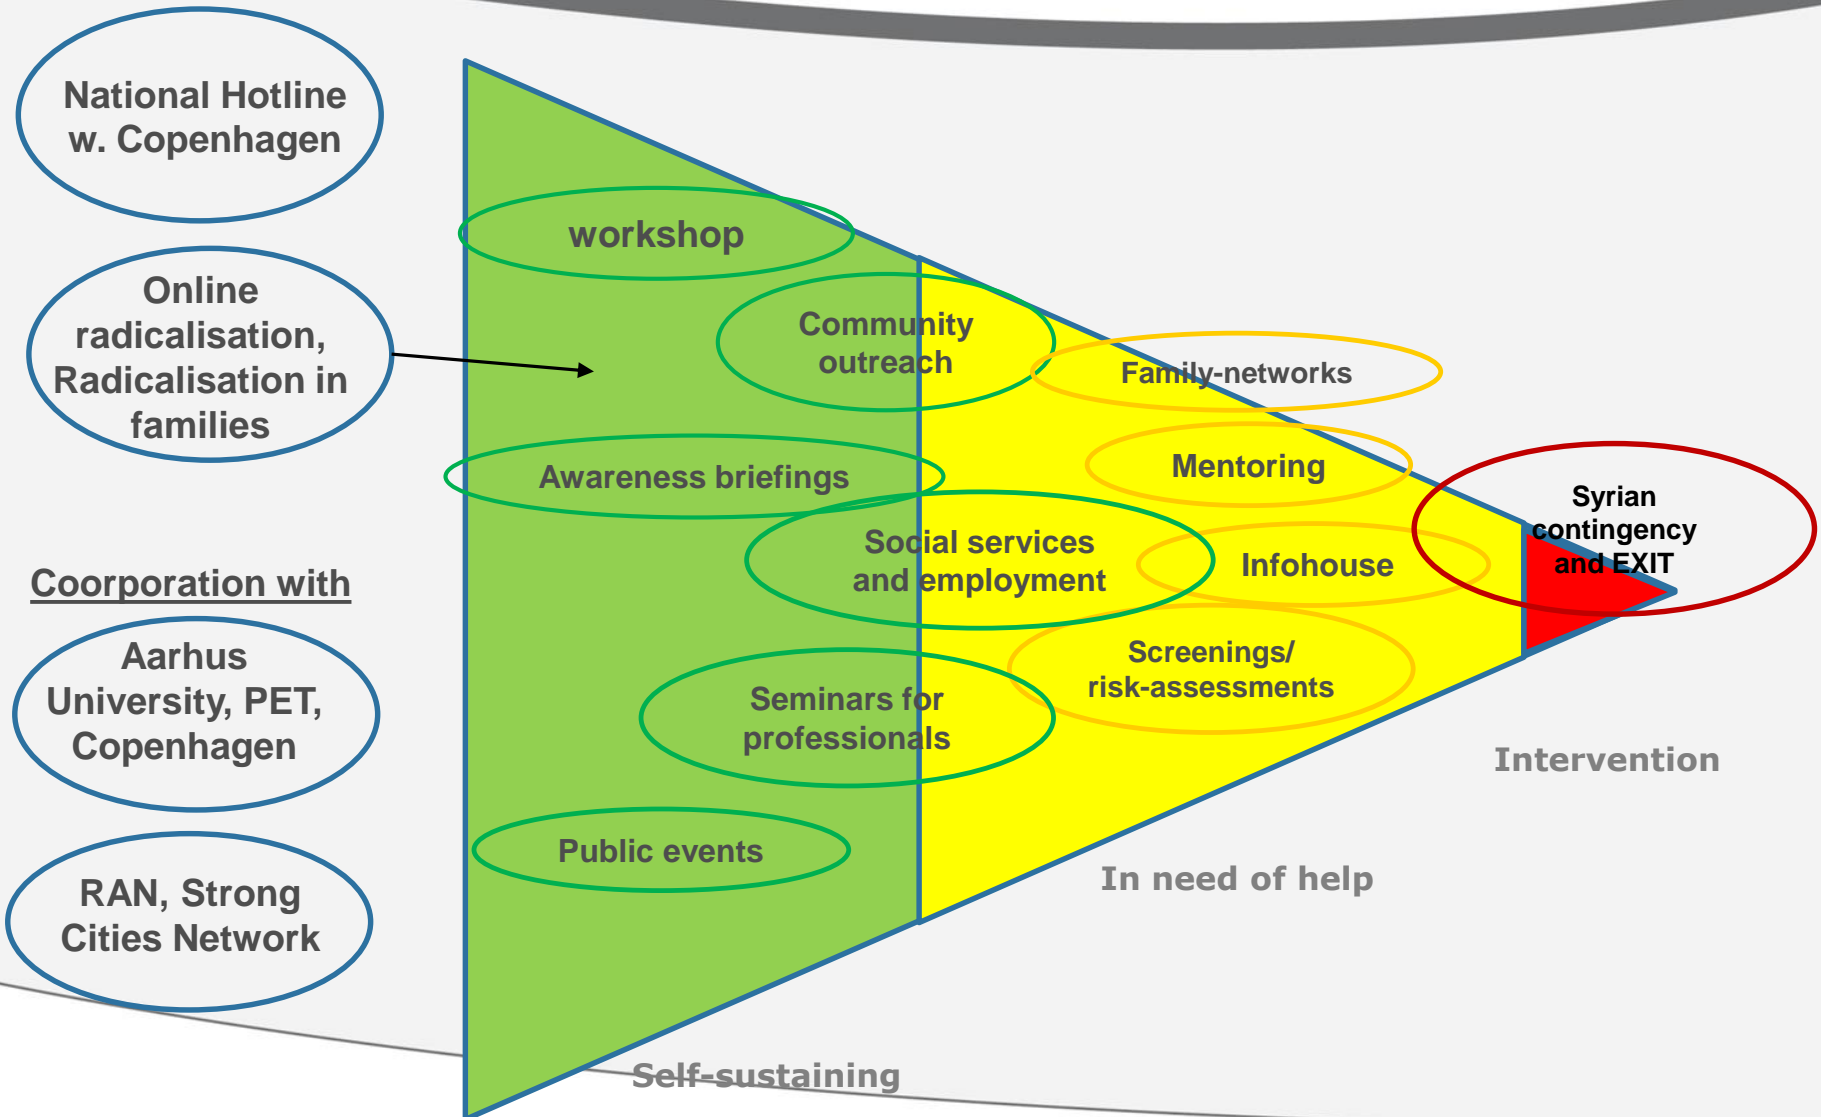 National Hotline
w. Copenhagen
Online
radicalisation,
Radicalisation in
families
Coorporation with
Aarhus
University, PET,
Copenhagen
RAN, Strong
Cities Network
workshop
Community
outreach
Awareness briefings
Social services
and employment
Seminars for
professionals
Public events
Family-networks
Mentoring
Infohouse
Screenings/
risk-assessments
Syrian
contingency
and EXIT
Intervention
In need of help
Self-sustaining